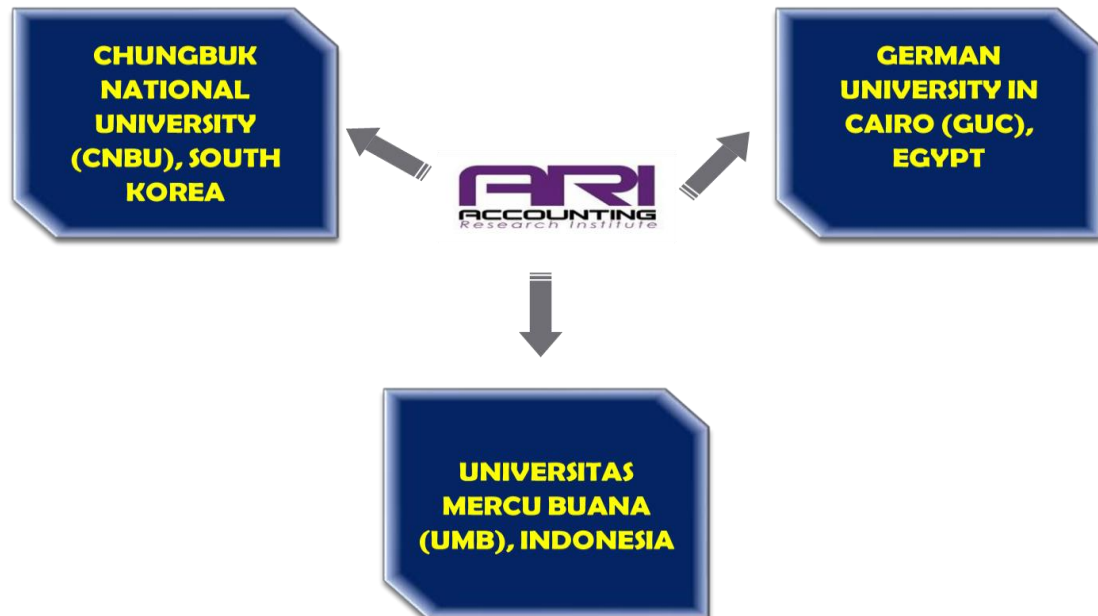 CHUNGBUK
NATIONAL
UNIVERSITY
(CNBU), SOUTH
KOREA
GERMAN
UNIVERSITY IN
CAIRO (GUC),
EGYPT
ARI
ACCOUNTING
Research Institute
UNIVERSITAS
MERCU BUANA
(UMB), INDONESIA